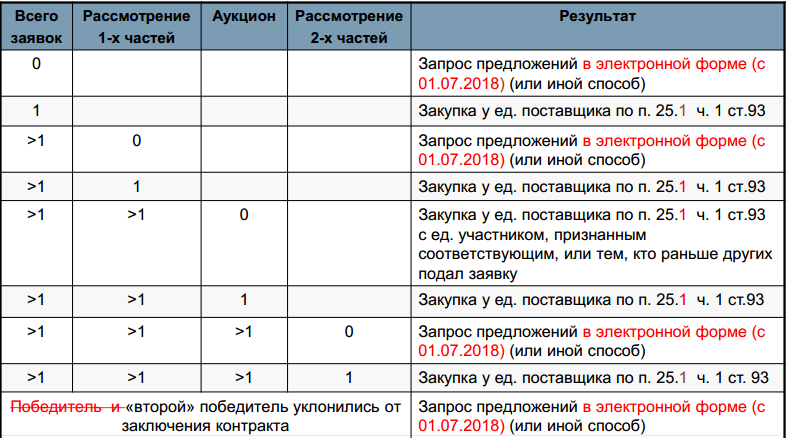 Всего заявок | Рассмотрение 1-х частей | Аукцион | Рассмотрение 2-х частей | Результат
0 | | | | Запрос предложений в электронной форме (с
01.07.2018) (или иной способ)
1 | | | | Закупка у ед. поставщика по п. 25.1 ч. 1 ст.93
>1 | 0 | | | Запрос предложений в электронной форме (с
01.07.2018) (или иной способ)
>1 | 1 | | | Закупка у ед. поставщика по п. 25.1 ч. 1 ст.93
>1 | >1 | 0 | | Закупка у ед. поставщика по п. 25.1 ч. 1 ст.93
с ед. участником, признанным
соответствующим, или тем, кто раньше других
подал заявку
>1 | >1 | 1 | | Закупка у ед. поставщика по п. 25.1 ч. 1 ст.93
>1 | >1 | >1 | 0 | Запрос предложений в электронной форме (с
01.07.2018) (или иной способ)
>1 | >1 | >1 | 1 | Закупка у ед. поставщика по п. 25.1 ч. 1 ст. 93
Победитель и «второй» победитель уклонились от
заключения контракта
Запрос предложений в электронной форме (с
01.07.2018) (или иной способ)